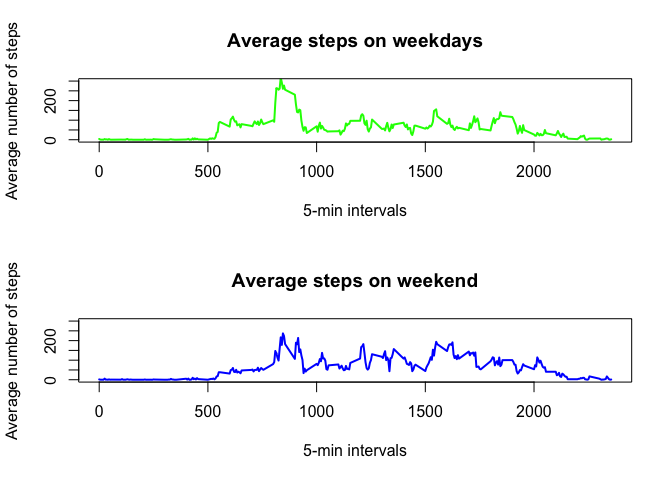 Average steps on weekdays
Average number of steps
0 200
0 500 1000 1500 2000
5-min intervals
Average steps on weekend
Average number of steps
0 200
0 500 1000 1500 2000
5-min intervals